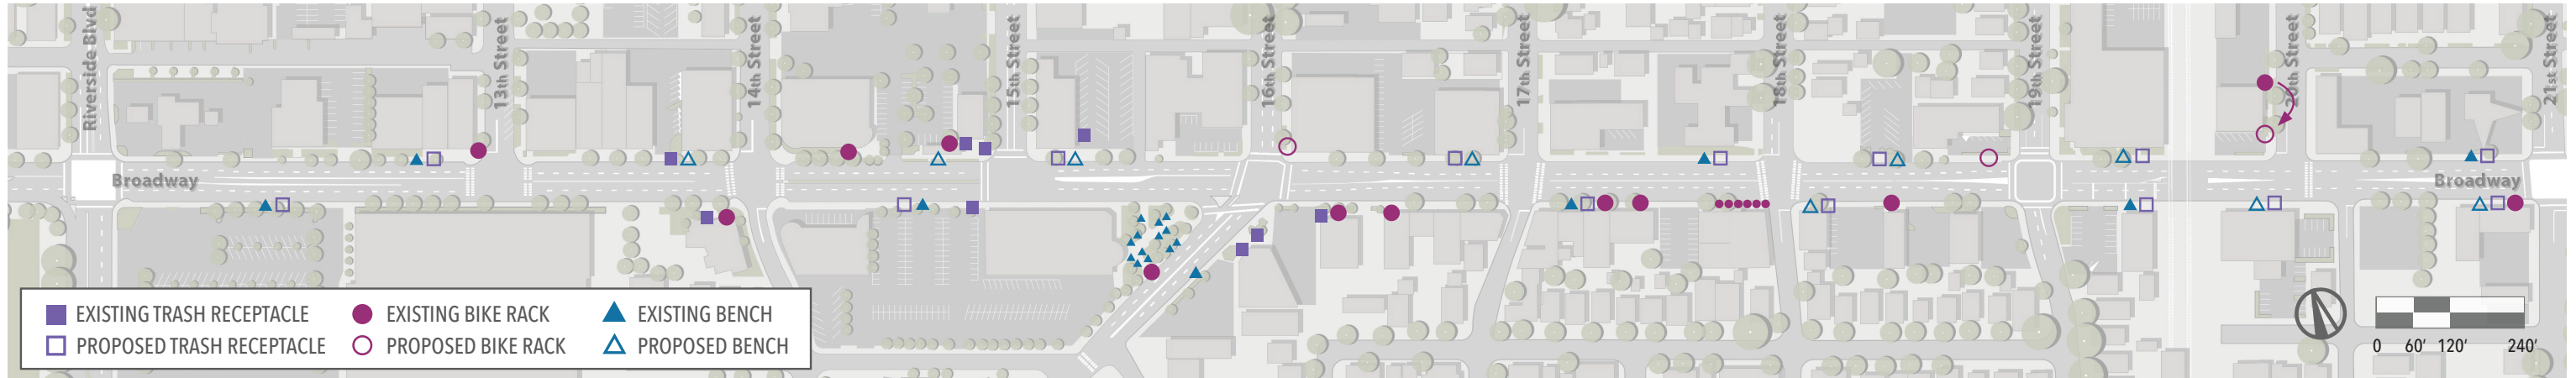 Riverside Blvd
13th Street
14th Street
15th Street
16th Street
17th Street
18th Street
19th Street
20th Street
21st Street
Broadway
Broadway
EXISTING TRASH RECEPTACLE
EXISTING BIKE RACK
EXISTING BENCH
PROPOSED TRASH RECEPTACLE
PROPOSED BIKE RACK
PROPOSED BENCH
0 60’ 120’ 240’